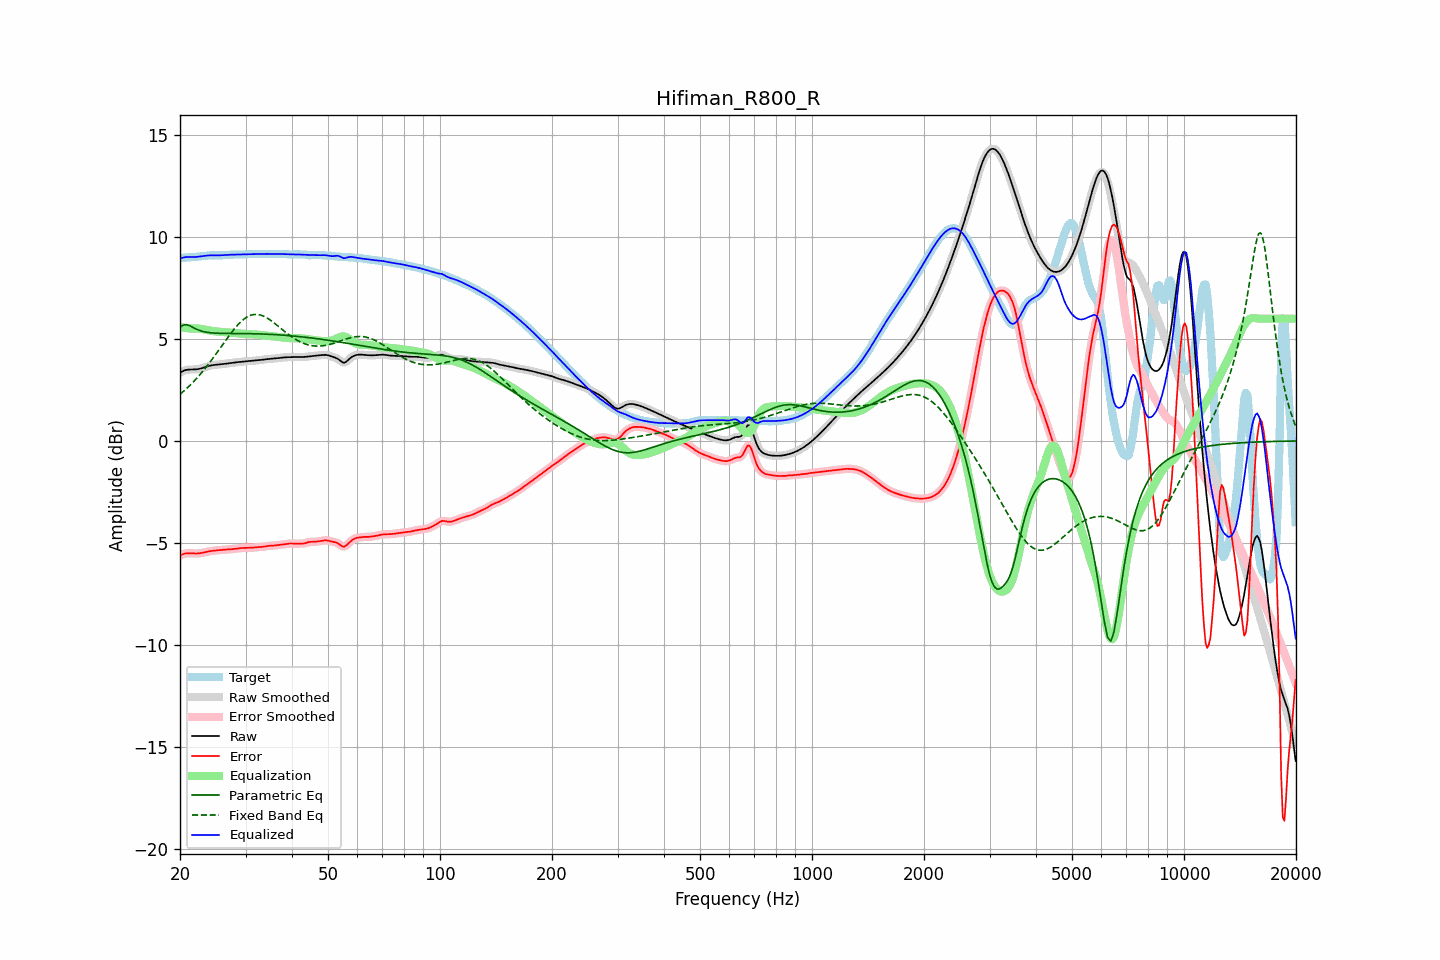 Hifiman_R800_R
Amplitude (dBr)
15
10
5
0
−5
−10
−15
−20
Target
Raw Smoothed
Error Smoothed
Raw
Error
Equalization
Parametric Eq
Fixed Band Eq
Equalized
20 50 100 200 500 1000 2000 5000 10000 20000
Frequency (Hz)